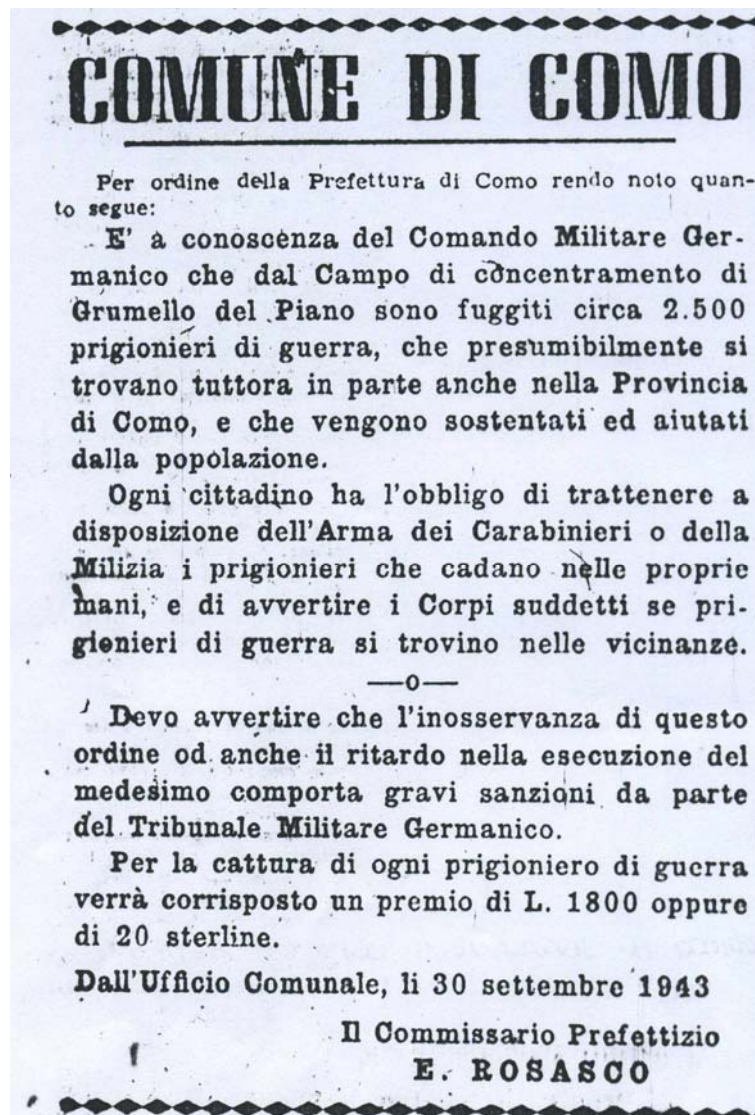 COMUNE DI COMO
Per ordine della Prefettura di Como rendo noto quan-
to segue:
E' a conoscenza del Comando Militare Ger-
manico che dal Campo di concentramento di
Grumello del Piano sono fuggiti circa 2.500
prigionieri di guerra, che presumibilmente si
trovano tuttora in parte anche nella Provincia
di Como, e che vengono sostentati ed aiutati
dalla popolazione.
Ogni cittadino ha l'obbligo di trattenere a
disposizione dell'Arma dei Carabinieri o della
Milizia i prigionieri che cadano nelle proprie
mani, e di avvertire i Corpi suddetti se pri-
gionieri di guerra si trovino nelle vicinanze.
—o—
Devo avvertire che l'inosservanza di questo
ordine od anche il ritardo nella esecuzione del
medesimo comporta gravi sanzioni da parte
del Tribunale Militare Germanico.
Per la cattura di ogni prigioniero di guerra
verrà corrisposto un premio di L. 1800 oppure
di 20 sterline.
Dall'Ufficio Comunale, li 30 settembre 1943
Il Commissario Prefettizio
E. ROSASCO